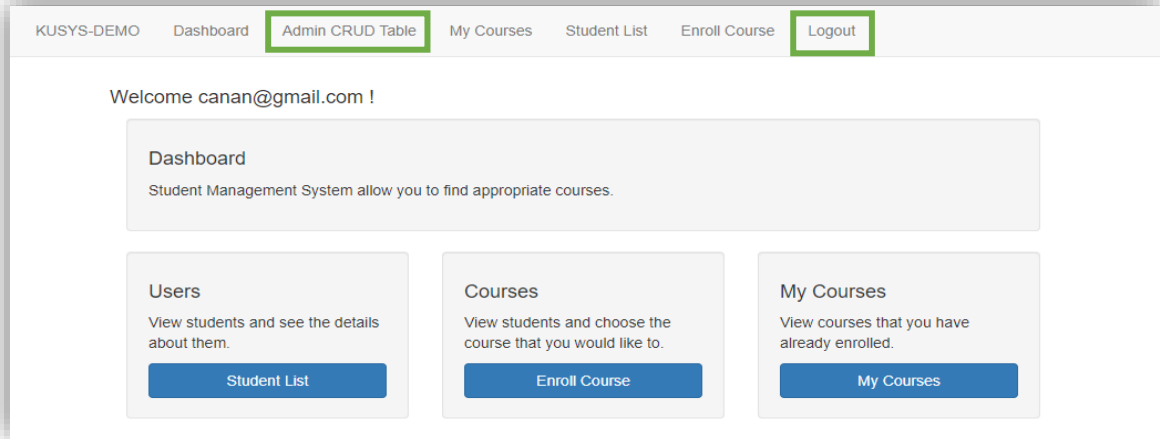 KUSYS-DEMO Dashboard Admin CRUD Table My Courses Student List Enroll Course Logout
Welcome canan@gmail.com !
Dashboard
Student Management System allow you to find appropriate courses.
Users
View students and see the details
about them.
Student List
Courses
View students and choose the
course that you would like to.
Enroll Course
My Courses
View courses that you have
already enrolled.
My Courses